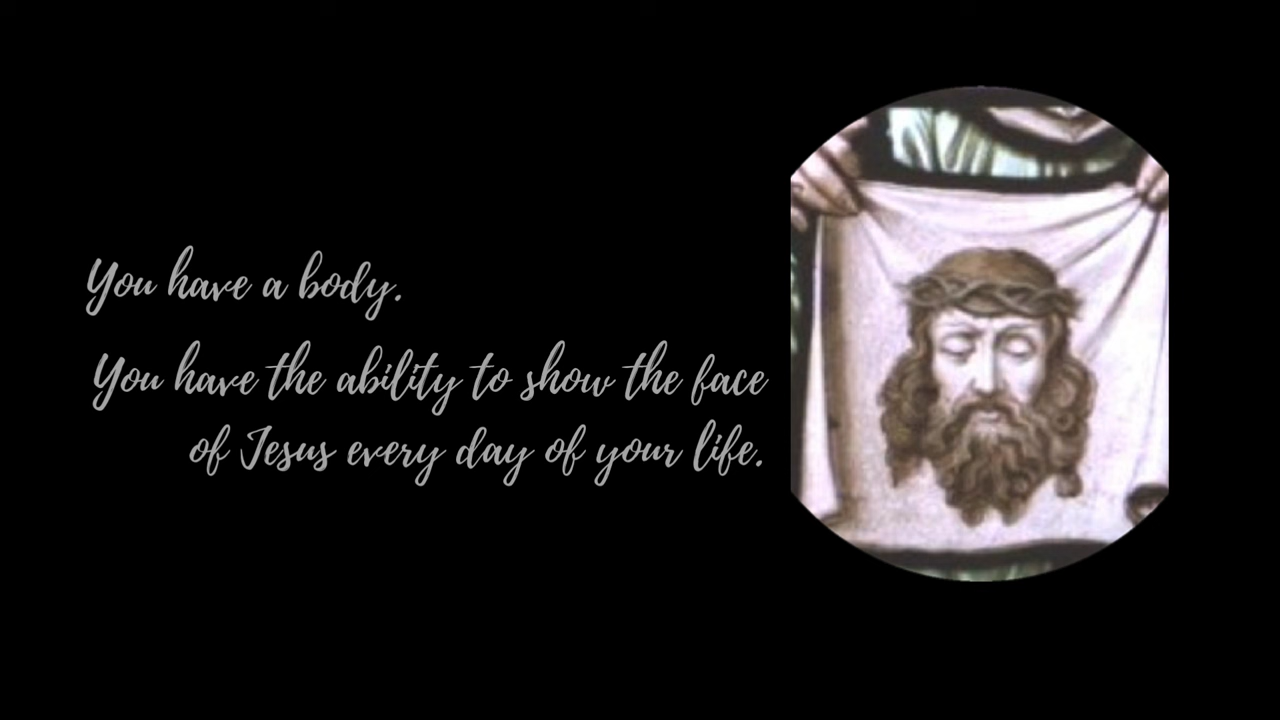 You have a body.
You have the ability to show the face
of Jesus every day of your life.